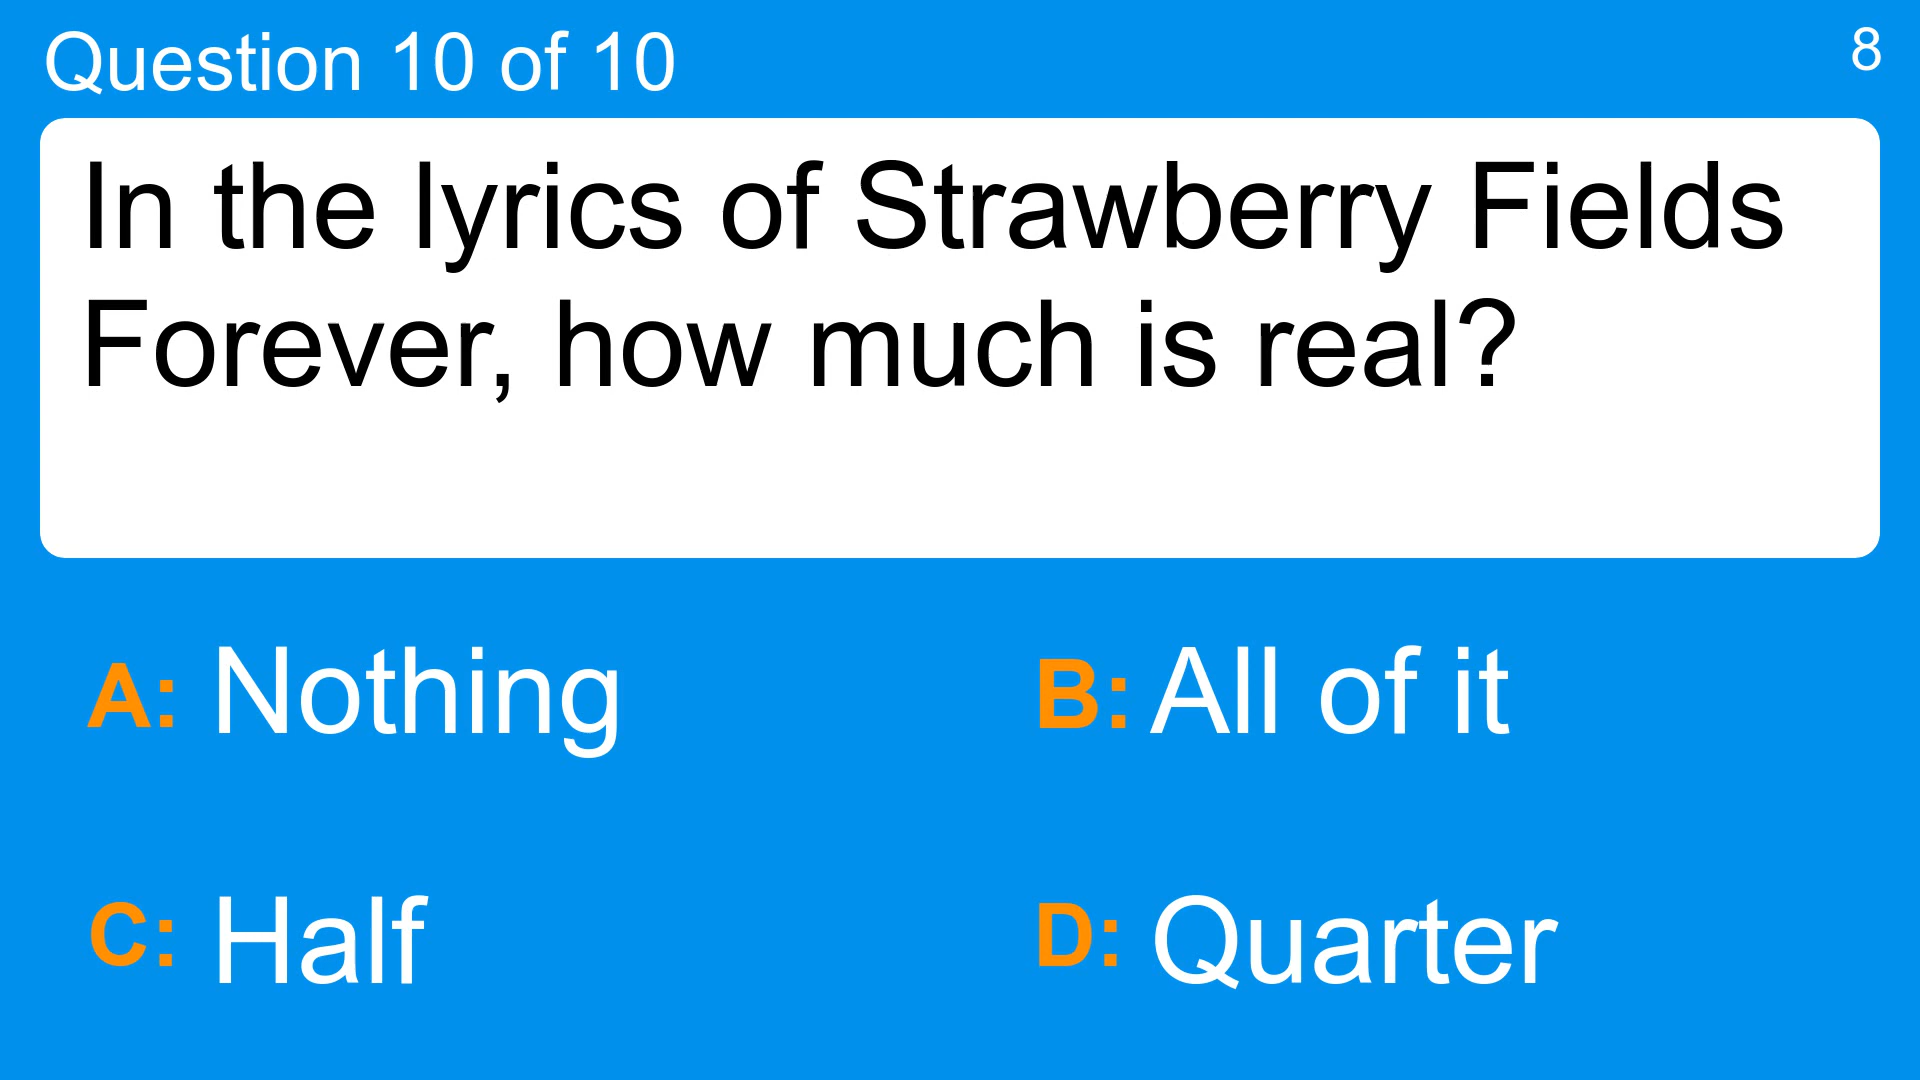 Question 10 of 10
8
In the lyrics of Strawberry Fields
Forever, how much is real?
A: Nothing
B: All of it
C: Half
D: Quarter